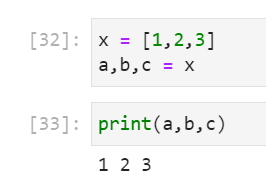 [32]: x = [1,2,3]
a,b,c = x
[33]: print(a,b,c)
1 2 3